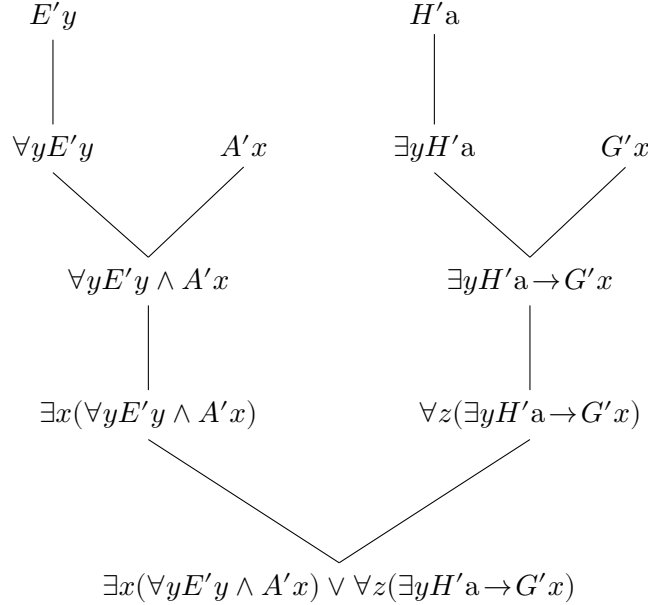 E′y H′a
∀yE′y A′x ∃yH′a G′x
∀yE′y ∧ A′x ∃yH′a→G′x
∃x(∀yE′y ∧ A′x) ∀z(∃yH′a→G′x)
∃x(∀yE′y ∧ A′x) ∨ ∀z(∃yH′a→G′x)